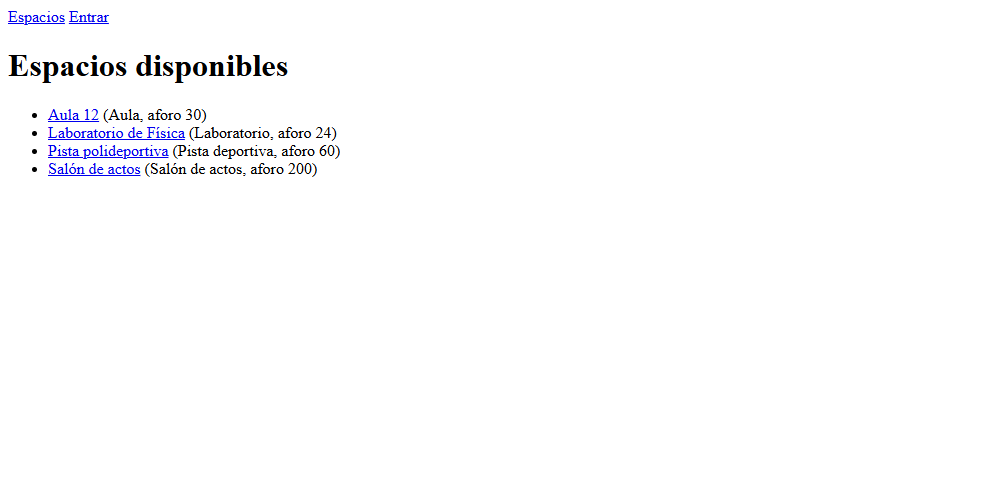 Espacios Entrar
Espacios disponibles
Aula 12 (Aula, aforo 30)
Laboratorio de Física (Laboratorio, aforo 24)
Pista polideportiva (Pista deportiva, aforo 60)
Salón de actos (Salón de actos, aforo 200)